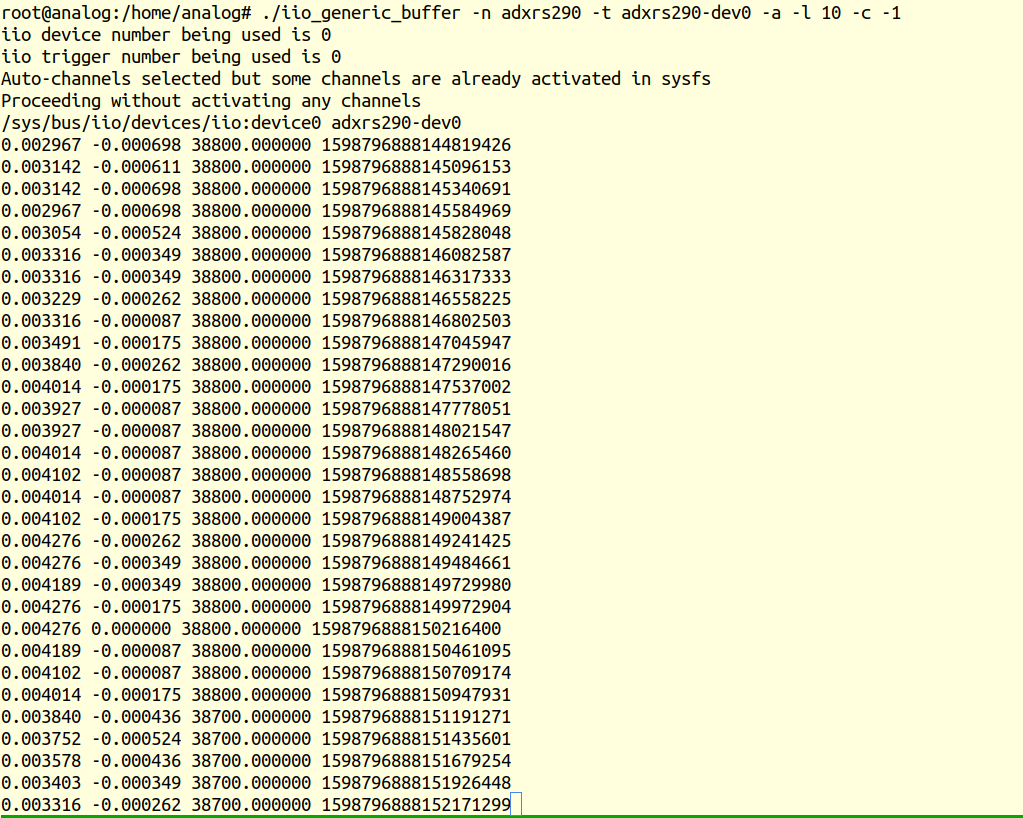 root@analog:/home/analog# ./iio_generic_buffer -n adxrs290 -t adxrs290-dev0 -a -l 10 -c -1
iio device number being used is 0
iio trigger number being used is 0
Auto-channels selected but some channels are already activated in sysfs
Proceeding without activating any channels
/sys/bus/iio/devices/iio:device0 adxrs290-dev0
0.002967 -0.000698 38800.000000 1598796888144819426
0.003142 -0.000611 38800.000000 1598796888145096153
0.003142 -0.000698 38800.000000 1598796888145340691
0.002967 -0.000698 38800.000000 1598796888145584969
0.003054 -0.000524 38800.000000 1598796888145828048
0.003316 -0.000349 38800.000000 1598796888146082587
0.003316 -0.000349 38800.000000 1598796888146317333
0.003229 -0.000262 38800.000000 1598796888146558225
0.003316 -0.000087 38800.000000 1598796888146802503
0.003491 -0.000175 38800.000000 1598796888147045947
0.003840 -0.000262 38800.000000 1598796888147290016
0.004014 -0.000175 38800.000000 1598796888147537002
0.003927 -0.000087 38800.000000 1598796888147778051
0.003927 -0.000087 38800.000000 1598796888148021547
0.004014 -0.000087 38800.000000 1598796888148265460
0.004102 -0.000087 38800.000000 1598796888148558698
0.004014 -0.000087 38800.000000 1598796888148752974
0.004102 -0.000175 38800.000000 1598796888149004387
0.004276 -0.000262 38800.000000 1598796888149241425
0.004276 -0.000349 38800.000000 1598796888149484661
0.004189 -0.000349 38800.000000 1598796888149729980
0.004276 -0.000175 38800.000000 1598796888149972904
0.004276 0.000000 38800.000000 1598796888150216400
0.004189 -0.000087 38800.000000 1598796888150461095
0.004102 -0.000087 38800.000000 1598796888150709174
0.004014 -0.000175 38800.000000 1598796888150947931
0.003840 -0.000436 38700.000000 1598796888151191271
0.003752 -0.000524 38700.000000 1598796888151435601
0.003578 -0.000436 38700.000000 1598796888151679254
0.003403 -0.000349 38700.000000 1598796888151926448
0.003316 -0.000262 38700.000000 1598796888152171299